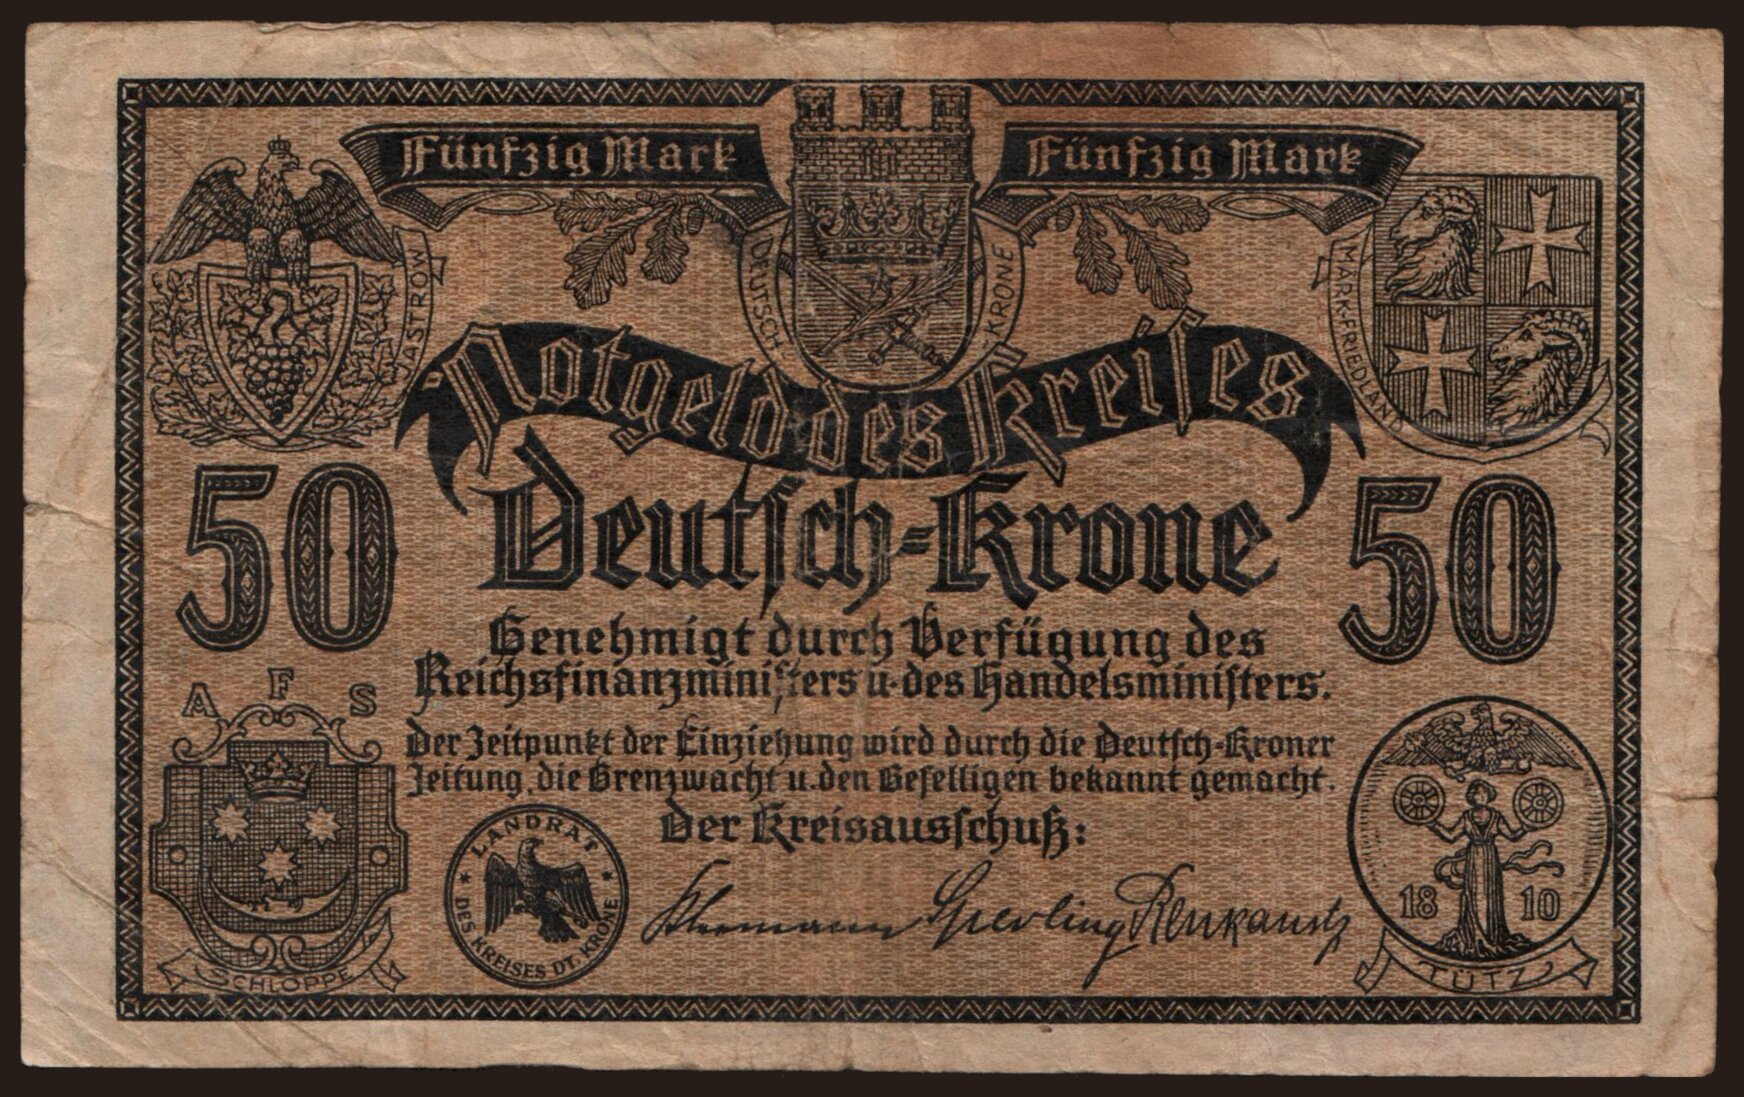 Fünfzig Mark Fünfzig Mark
JASTROW
DEUTSCH-KRONE
MÄRK-FRIEDLAND
Notgeld des Kreiſes
50 Deutſch-Krone 50
Genehmigt durch Verfügung des
Reichsfinanzminiſters u. des Handelsminiſters.
Der Zeitpunkt der Einziehung wird durch die Deutſch-Kroner
Zeitung, die Grenzwacht u. den Geſelligen bekannt gemacht.
Der Kreisausſchuß:
A F S
SCHLOPPE
LANDRAT
DES KREISES DT. KRONE
Sperling
18 10
TÜTZ